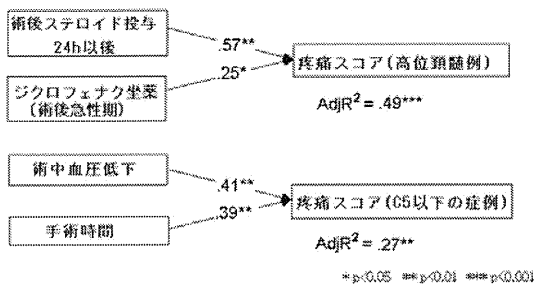 術後ステロイド投与
24h以後
.57**
ジクロフェナク坐薬
(術後急性期)
.25*
疼痛スコア(高位頚髄例)
AdjR² = .49***
術中血圧低下
.41**
手術時間
.39**
疼痛スコア(C5以下の症例)
AdjR² = .27**
*p<0.05 **p<0.01 ***p<0.001